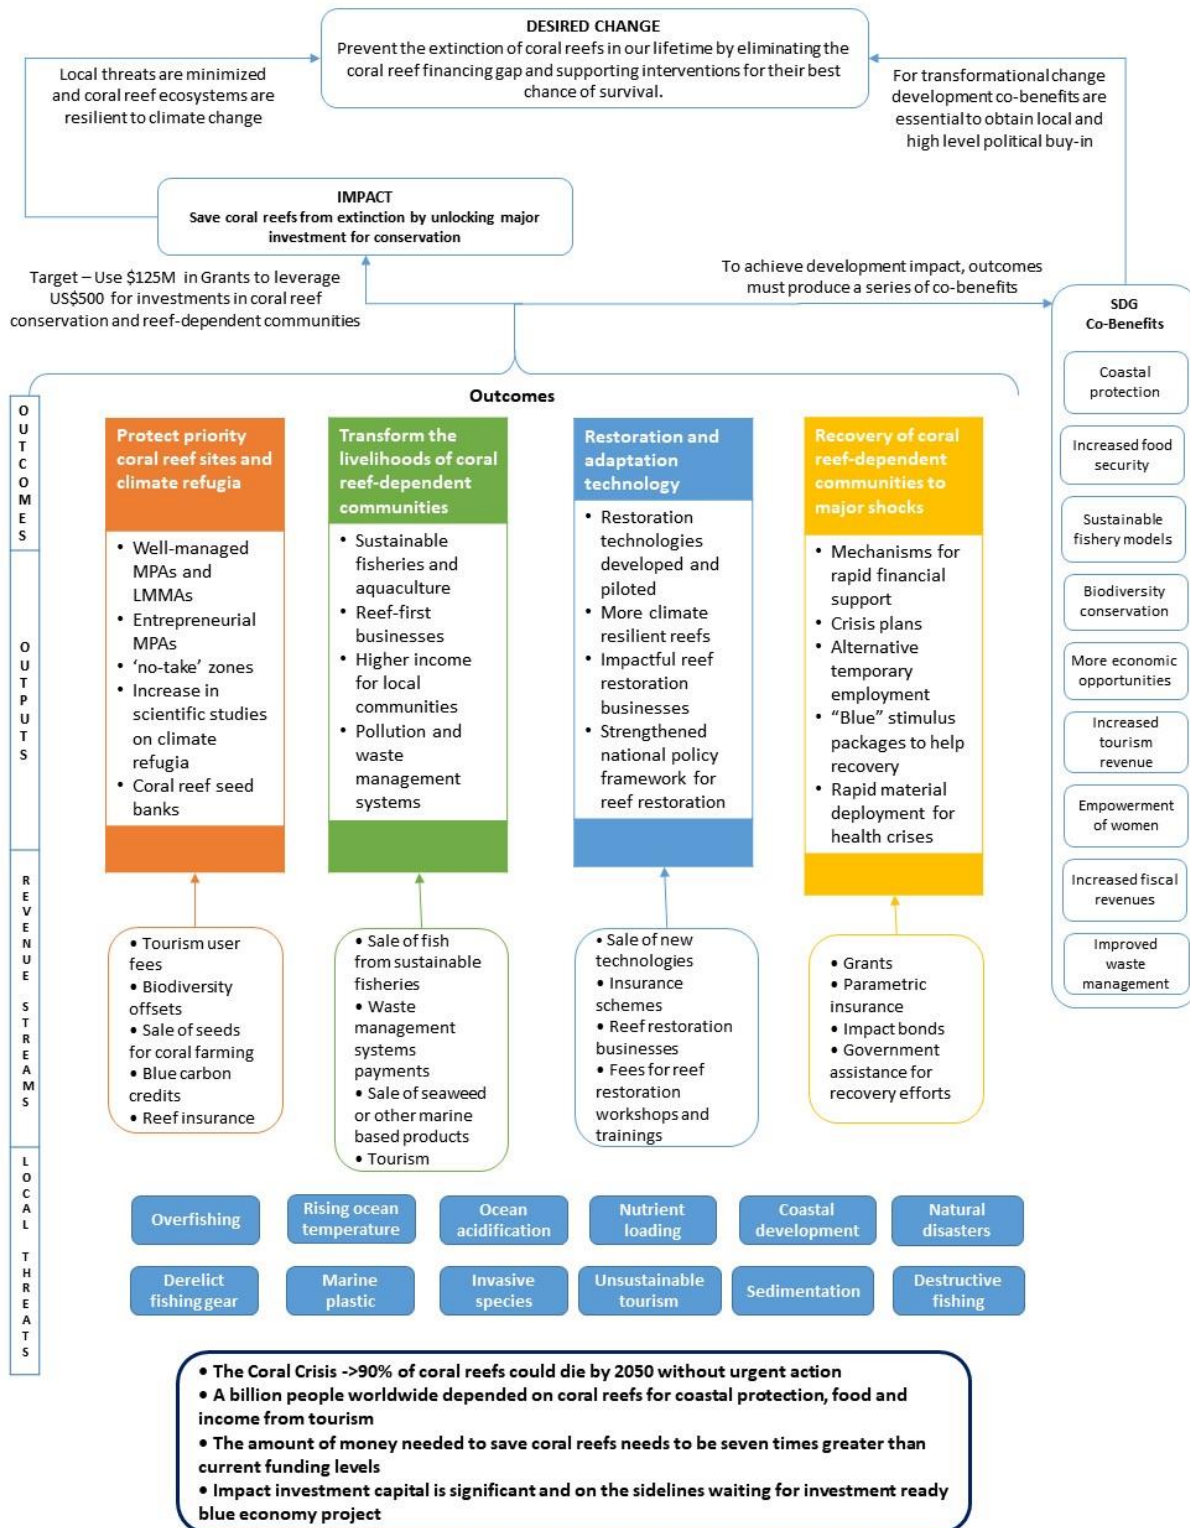 DESIRED CHANGE
Prevent the extinction of coral reefs in our lifetime by eliminating the
coral reef financing gap and supporting interventions for their best
chance of survival.
Local threats are minimized
and coral reef ecosystems are
resilient to climate change
For transformational change
development co-benefits are
essential to obtain local and
high level political buy-in
IMPACT
Save coral reefs from extinction by unlocking major
investment for conservation
Target – Use $125M in Grants to leverage
US$500 for investments in coral reef
conservation and reef-dependent communities
To achieve development impact, outcomes
must produce a series of co-benefits
SDG
Co-Benefits
Coastal
protection
Increased food
security
Sustainable
fishery models
Biodiversity
conservation
More economic
opportunities
Increased
tourism
revenue
Empowerment
of women
Increased fiscal
revenues
Improved
waste
management
Outcomes
OUTCOMES
OUTPUTS
REVENUE STREAMS
LOCAL THREATS
Protect priority
coral reef sites and
climate refugia
• Well-managed
MPAs and
LMMAs
• Entrepreneurial
MPAs
• ‘no-take’ zones
• Increase in
scientific studies
on climate
refugia
• Coral reef seed
banks
Transform the
livelihoods of coral
reef-dependent
communities
• Sustainable
fisheries and
aquaculture
• Reef-first
businesses
• Higher income
for local
communities
• Pollution and
waste
management
systems
Restoration and
adaptation
technology
• Restoration
technologies
developed and
piloted
• More climate
resilient reefs
• Impactful reef
restoration
businesses
• Strengthened
national policy
framework for
reef restoration
Recovery of coral
reef-dependent
communities to
major shocks
• Mechanisms for
rapid financial
support
• Crisis plans
• Alternative
temporary
employment
• “Blue” stimulus
packages to help
recovery
• Rapid material
deployment for
health crises
• Tourism user
fees
• Biodiversity
offsets
• Sale of seeds
for coral farming
• Blue carbon
credits
• Reef insurance
• Sale of fish
from sustainable
fisheries
• Waste
management
systems
payments
• Sale of seaweed
or other marine
based products
• Tourism
• Sale of new
technologies
• Insurance
schemes
• Reef restoration
businesses
• Fees for reef
restoration
workshops and
trainings
• Grants
• Parametric
insurance
• Impact bonds
• Government
assistance for
recovery efforts
Overfishing
Rising ocean
temperature
Ocean
acidification
Nutrient
loading
Coastal
development
Natural
disasters
Derelict
fishing gear
Marine
plastic
Invasive
species
Unsustainable
tourism
Sedimentation
Destructive
fishing
• The Coral Crisis ->90% of coral reefs could die by 2050 without urgent action
• A billion people worldwide depended on coral reefs for coastal protection, food and
income from tourism
• The amount of money needed to save coral reefs needs to be seven times greater than
current funding levels
• Impact investment capital is significant and on the sidelines waiting for investment ready
blue economy project